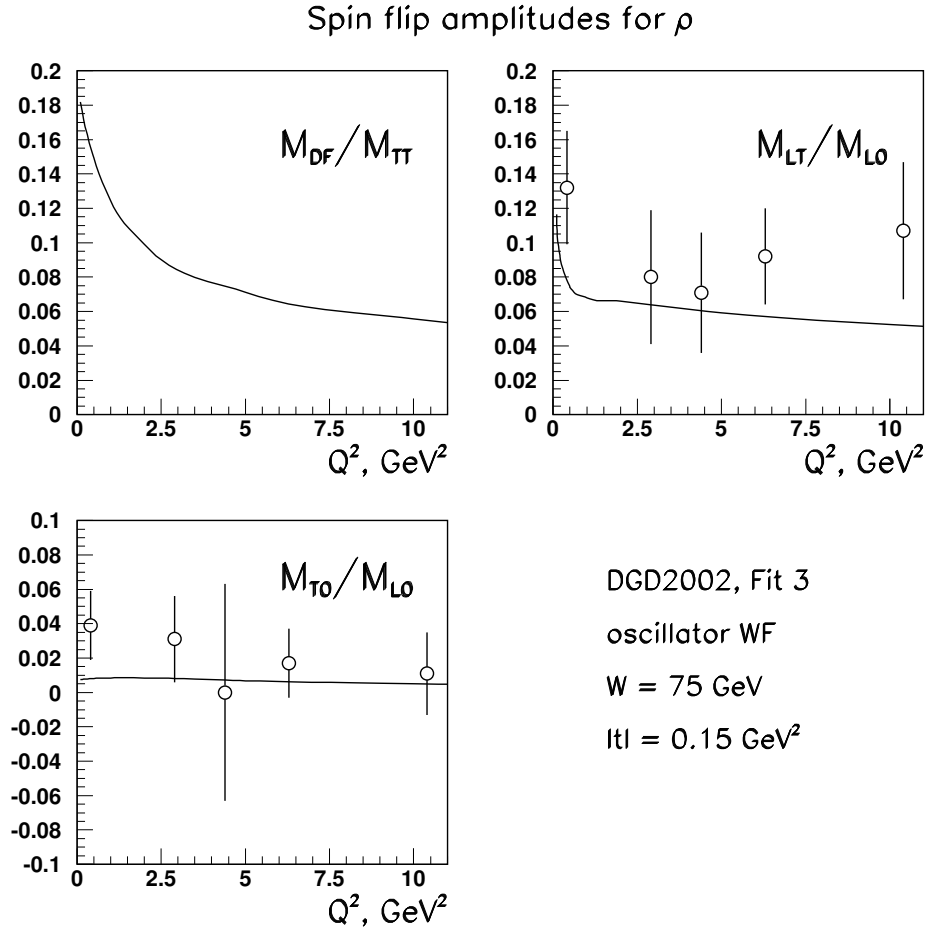 Spin flip amplitudes for ρ
M_DF/M_TT
0.2
0.18
0.16
0.14
0.12
0.1
0.08
0.06
0.04
0.02
0
0 2.5 5 7.5 10
Q², GeV²
M_LT/M_L0
0.2
0.18
0.16
0.14
0.12
0.1
0.08
0.06
0.04
0.02
0
0 2.5 5 7.5 10
Q², GeV²
M_T0/M_L0
0.1
0.08
0.06
0.04
0.02
0
-0.02
-0.04
-0.06
-0.08
-0.1
0 2.5 5 7.5 10
Q², GeV²
DGD2002, Fit 3
oscillator WF
W = 75 GeV
|t| = 0.15 GeV²